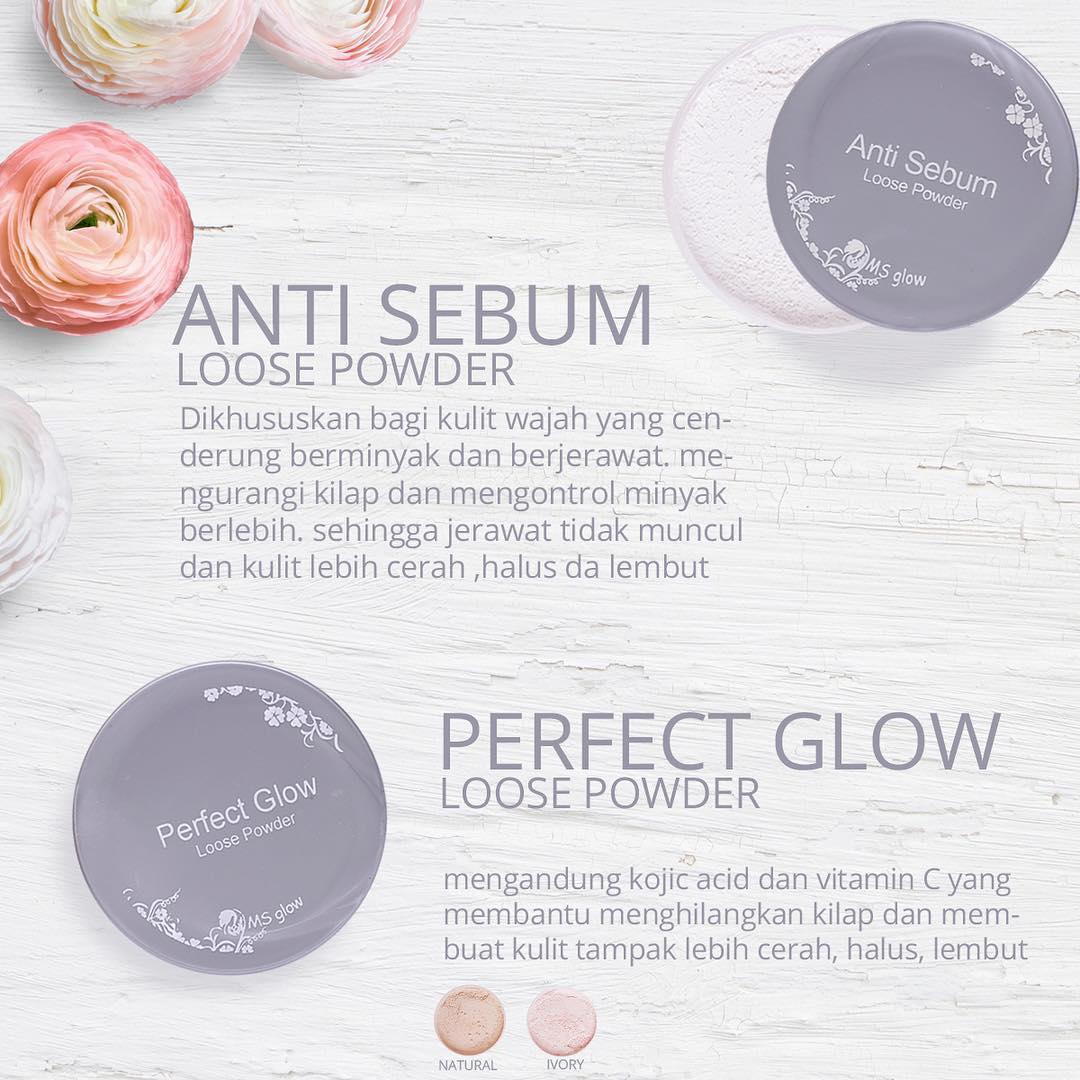 Anti Sebum
Loose Powder
MS glow
ANTI SEBUM
LOOSE POWDER
Dikhususkan bagi kulit wajah yang cen-
derung berminyak dan berjerawat. me-
ngurangi kilap dan mengontrol minyak
berlebih. sehingga jerawat tidak muncul
dan kulit lebih cerah ,halus da lembut
Perfect Glow
Loose Powder
MS glow
PERFECT GLOW
LOOSE POWDER
mengandung kojic acid dan vitamin C yang
membantu menghilangkan kilap dan mem-
buat kulit tampak lebih cerah, halus, lembut
NATURAL
IVORY